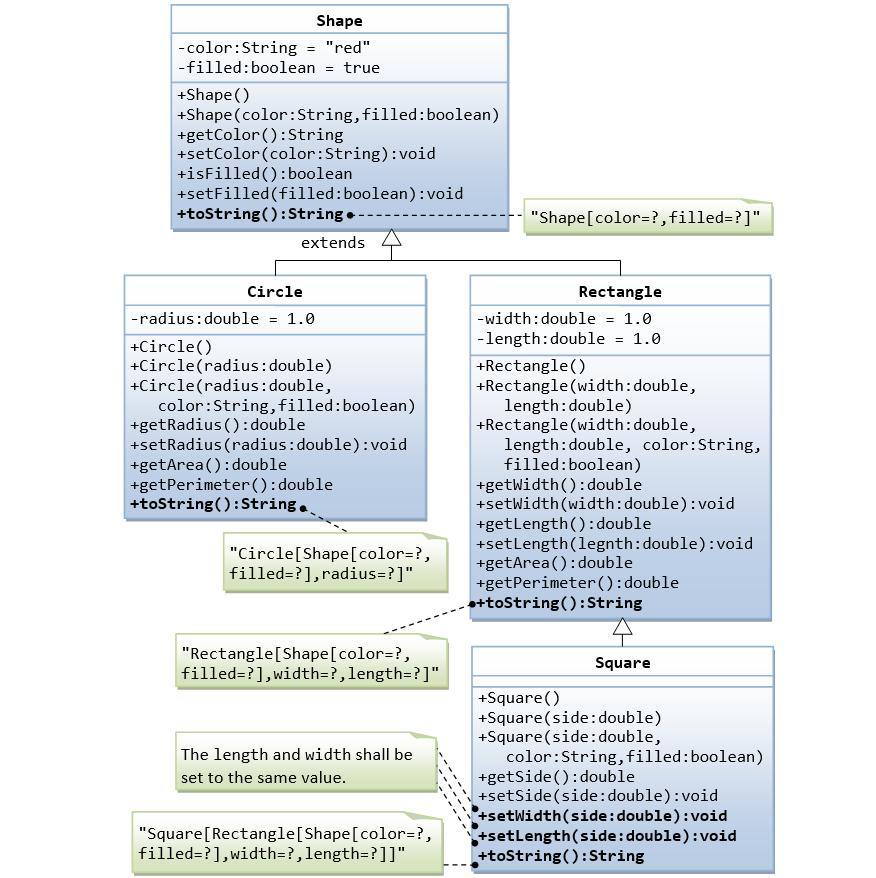 Shape
-color:String = "red"
-filled:boolean = true
+Shape()
+Shape(color:String,filled:boolean)
+getColor():String
+setColor(color:String):void
+isFilled():boolean
+setFilled(filled:boolean):void
+toString():String
"Shape[color=?,filled=?]"
extends
Circle
-radius:double = 1.0
+Circle()
+Circle(radius:double)
+Circle(radius:double,
color:String,filled:boolean)
+getRadius():double
+setRadius(radius:double):void
+getArea():double
+getPerimeter():double
+toString():String
"Circle[Shape[color=?,
filled=?],radius=?]"
Rectangle
-width:double = 1.0
-length:double = 1.0
+Rectangle()
+Rectangle(width:double,
length:double)
+Rectangle(width:double,
length:double, color:String,
filled:boolean)
+getWidth():double
+setWidth(width:double):void
+getLength():double
+setLength(legnth:double):void
+getArea():double
+getPerimeter():double
+toString():String
"Rectangle[Shape[color=?,
filled=?],width=?,length=?]"
Square
+Square()
+Square(side:double)
+Square(side:double,
color:String,filled:boolean)
+getSide():double
+setSide(side:double):void
+setWidth(side:double):void
+setLength(side:double):void
+toString():String
The length and width shall be
set to the same value.
"Square[Rectangle[Shape[color=?,
filled=?],width=?,length=?]]"